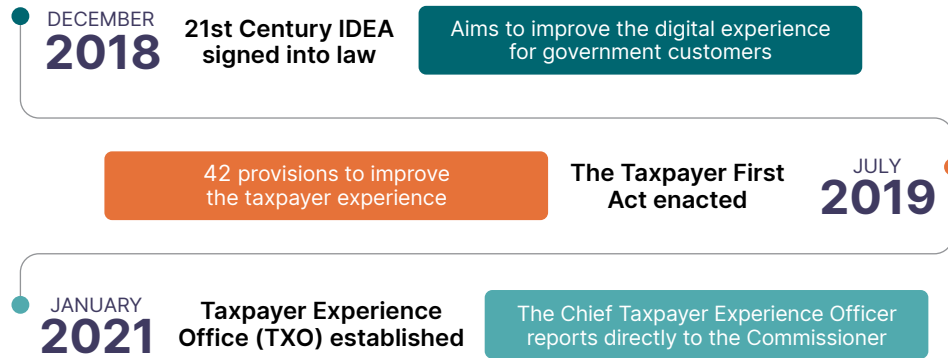 DECEMBER
2018
21st Century IDEA
signed into law
Aims to improve the digital experience
for government customers
42 provisions to improve
the taxpayer experience
The Taxpayer First
Act enacted
JULY
2019
JANUARY
2021
Taxpayer Experience
Office (TXO) established
The Chief Taxpayer Experience Officer
reports directly to the Commissioner